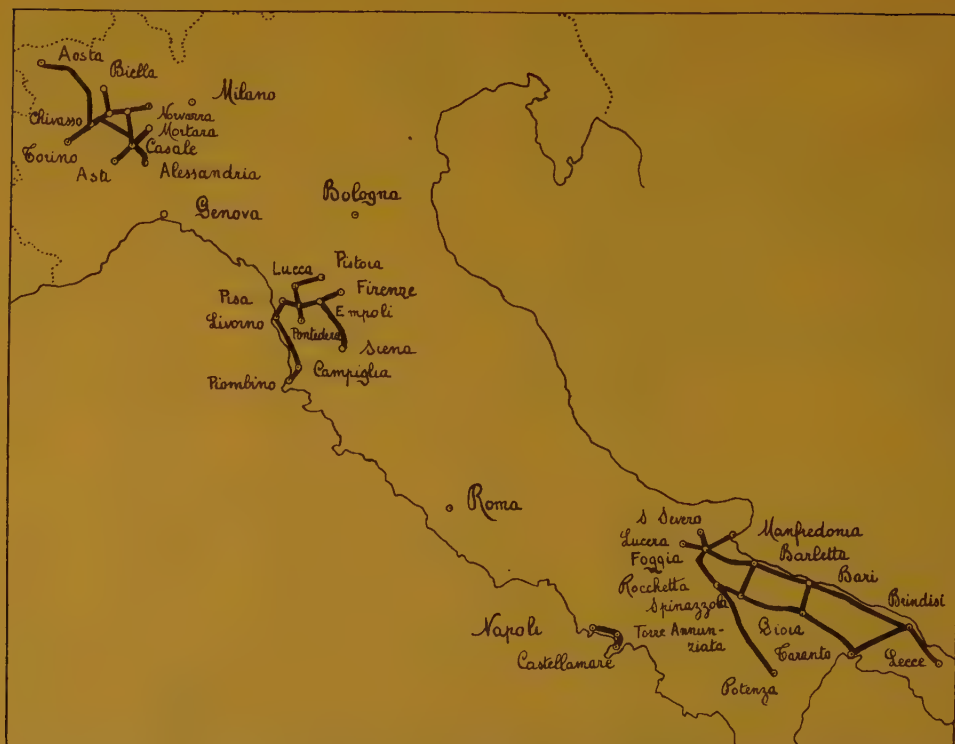 Aosta
Biella
Milano
Chivasso
Novarra
Mortara
Torino
Casale
Asti
Alessandria
Genova
Bologna
Lucca
Pistoia
Firenze
Pisa
Empoli
Livorno
Pontedera
Siena
Campiglia
Piombino
Roma
S Severo
Manfredonia
Lucera
Barletta
Foggia
Bari
Rocchetta
Brindisi
Spinazzola
Napoli
Torre Annun-
ziata
Gioia
Taranto
Castellamare
Lecce
Potenza